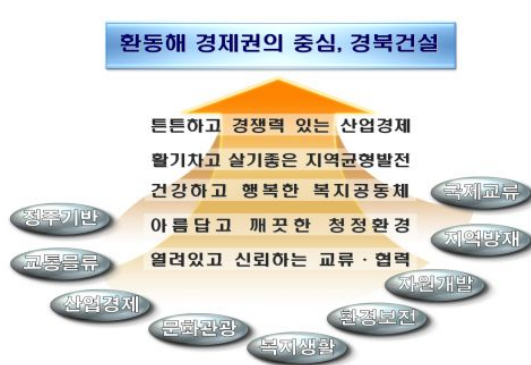 환동해 경제권의 중심, 경북건설
튼튼하고 경쟁력 있는 산업경제
활기차고 살기좋은 지역균형발전
건강하고 행복한 복지공동체
아름답고 깨끗한 청정환경
열려있고 신뢰하는 교류 · 협력
정주기반
교통물류
산업경제
문화관광
복지생활
환경보전
자원개발
지역방재
국제교류